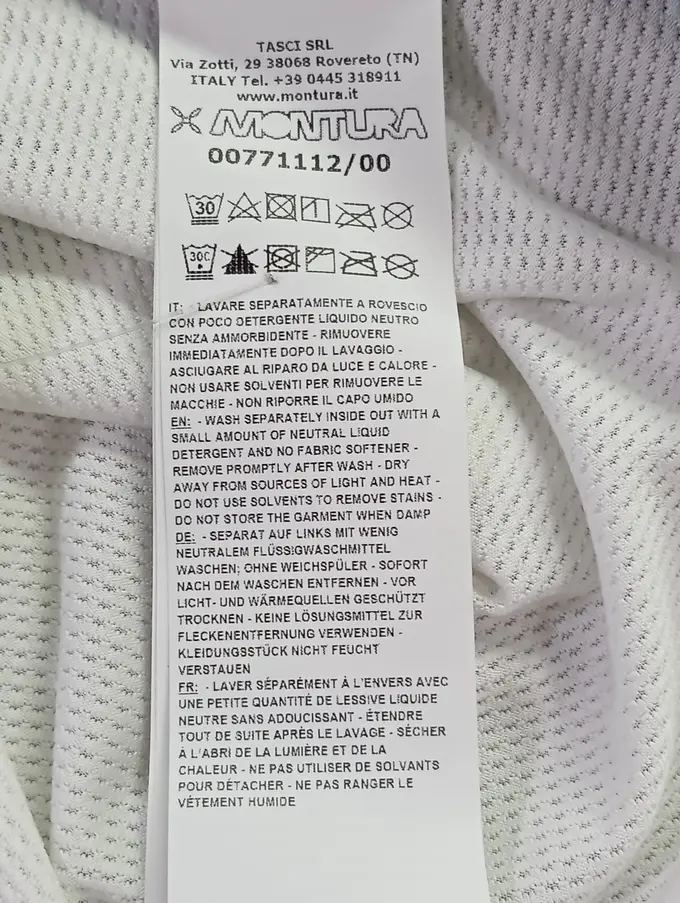 TASCI SRL
Via Zotti, 29 38068 Rovereto (TN)
ITALY Tel. +39 0445 318911
www.montura.it
MONTURA
00771112/00
30
30C
IT: - LAVARE SEPARATAMENTE A ROVESCIO
CON POCO DETERGENTE LIQUIDO NEUTRO
SENZA AMMORBIDENTE - RIMUOVERE
IMMEDIATAMENTE DOPO IL LAVAGGIO -
ASCIUGARE AL RIPARO DA LUCE E CALORE -
NON USARE SOLVENTI PER RIMUOVERE LE
MACCHIE - NON RIPORRE IL CAPO UMIDO
EN: - WASH SEPARATELY INSIDE OUT WITH A
SMALL AMOUNT OF NEUTRAL LIQUID
DETERGENT AND NO FABRIC SOFTENER -
REMOVE PROMPTLY AFTER WASH - DRY
AWAY FROM SOURCES OF LIGHT AND HEAT -
DO NOT USE SOLVENTS TO REMOVE STAINS -
DO NOT STORE THE GARMENT WHEN DAMP
DE: - SEPARAT AUF LINKS MIT WENIG
NEUTRALEM FLÜSSIGWASCHMITTEL
WASCHEN; OHNE WEICHSPÜLER - SOFORT
NACH DEM WASCHEN ENTFERNEN - VOR
LICHT- UND WÄRMEQUELLEN GESCHÜTZT
TROCKNEN - KEINE LÖSUNGSMITTEL ZUR
FLECKENENTFERNUNG VERWENDEN -
KLEIDUNGSSTÜCK NICHT FEUCHT
VERSTAUEN
FR: - LAVER SÉPARÉMENT À L'ENVERS AVEC
UNE PETITE QUANTITÉ DE LESSIVE LIQUIDE
NEUTRE SANS ADOUCISSANT - ÉTENDRE
TOUT DE SUITE APRÈS LE LAVAGE - SÉCHER
À L'ABRI DE LA LUMIÈRE ET DE LA
CHALEUR - NE PAS UTILISER DE SOLVANTS
POUR DÉTACHER - NE PAS RANGER LE
VÊTEMENT HUMIDE